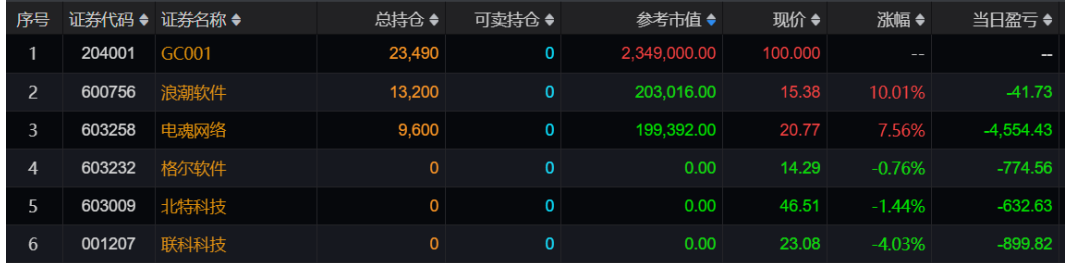 序号 证券代码 证券名称 总持仓 可卖持仓 参考市值 现价 涨幅 当日盈亏
1 204001 GC001 23,490 0 2,349,000.00 100.000 -- --
2 600756 浪潮软件 13,200 0 203,016.00 15.38 10.01% -41.73
3 603258 电魂网络 9,600 0 199,392.00 20.77 7.56% -4,554.43
4 603232 格尔软件 0 0 0.00 14.29 -0.76% -774.56
5 603009 北特科技 0 0 0.00 46.51 -1.44% -632.63
6 001207 联科科技 0 0 0.00 23.08 -4.03% -899.82